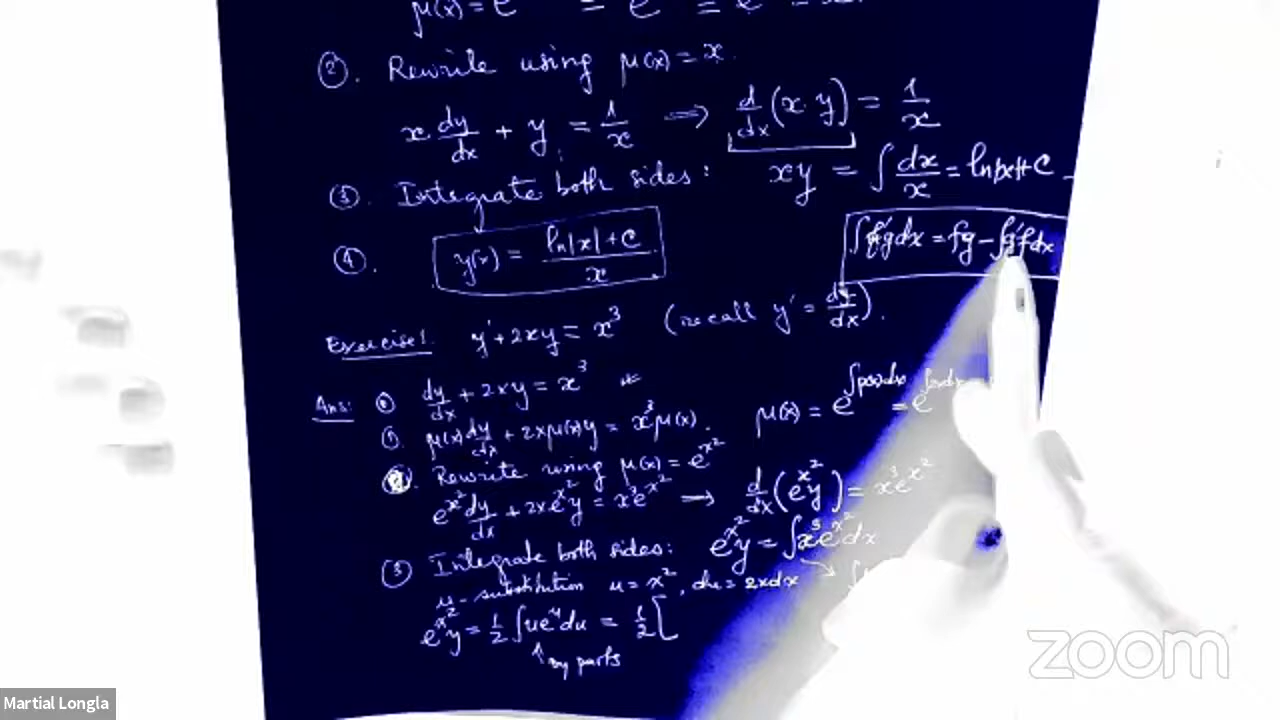 μ(x) = e = e = e
②. Rewrite using μ(x) = x.
x dy/dx + y = 1/x ⟹ d/dx (x·y) = 1/x
③. Integrate both sides: xy = ∫ dx/x = ln|x| + C
④. y(x) = (ln|x| + C)/x
∫f'g dx = fg − ∫g'f dx
Exercise 1. y' + 2xy = x³ (recall y' = dy/dx).
Ans: ⓪ dy/dx + 2xy = x³ *
①. μ(x) dy/dx + 2xμ(x)y = x³μ(x). μ(x) = e^∫p(x)dx = e
②. Rewrite using μ(x) = e^x²
e^x² dy/dx + 2xe^x² y = x³e^x² → d/dx (e^x² y) = x³e^x²
③ Integrate both sides: e^x² y = ∫x³e^x² dx
u-substitution u = x², du = 2xdx
e^x² y = 1/2 ∫ue^u du = 1/2 [
↑ by parts
zoom
Martial Longla